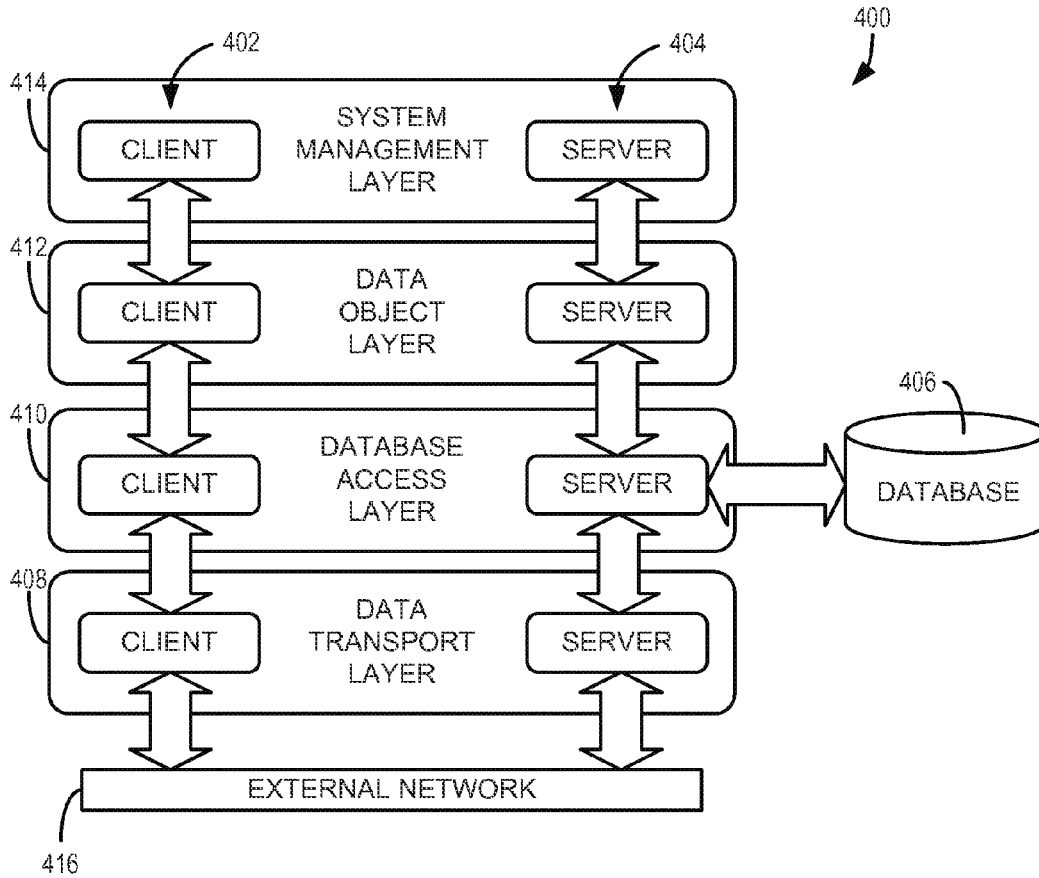 400
402
404
414
SYSTEM
MANAGEMENT
LAYER
CLIENT
SERVER
412
DATA
OBJECT
LAYER
CLIENT
SERVER
410
DATABASE
ACCESS
LAYER
CLIENT
SERVER
406
DATABASE
408
DATA
TRANSPORT
LAYER
CLIENT
SERVER
EXTERNAL NETWORK
416